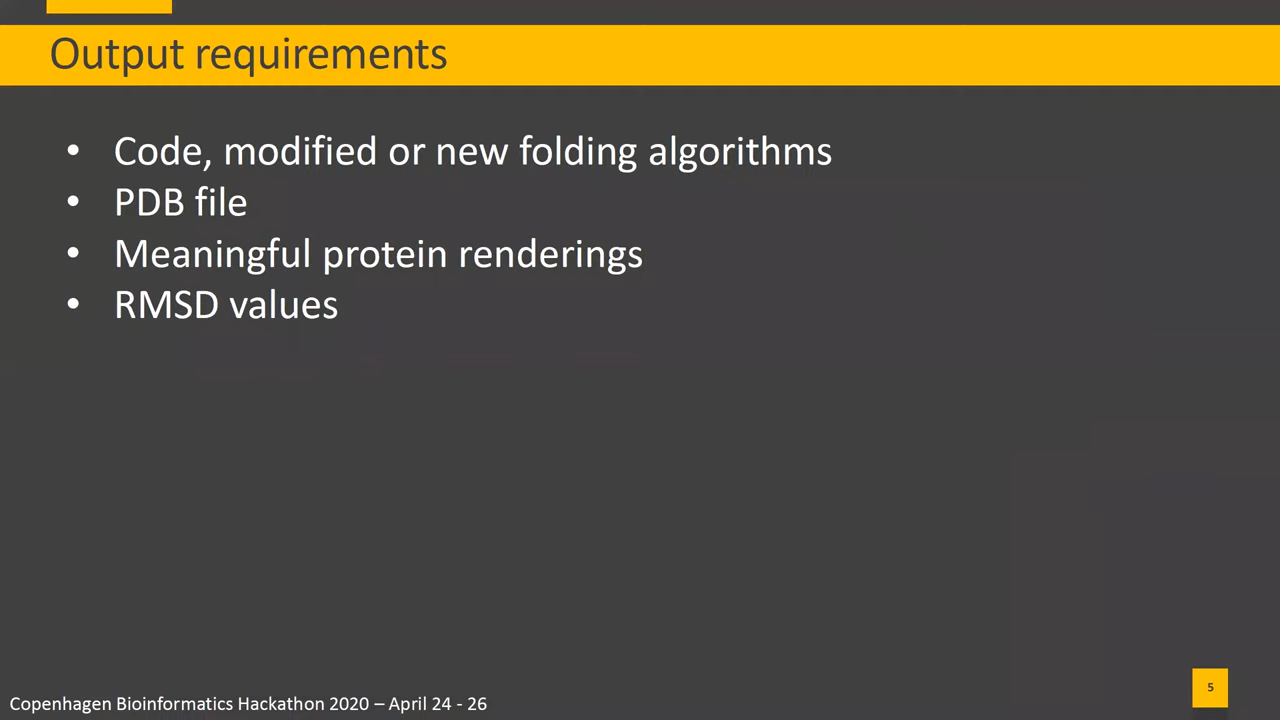 Output requirements
• Code, modified or new folding algorithms
• PDB file
• Meaningful protein renderings
• RMSD values
5
Copenhagen Bioinformatics Hackathon 2020 – April 24 - 26